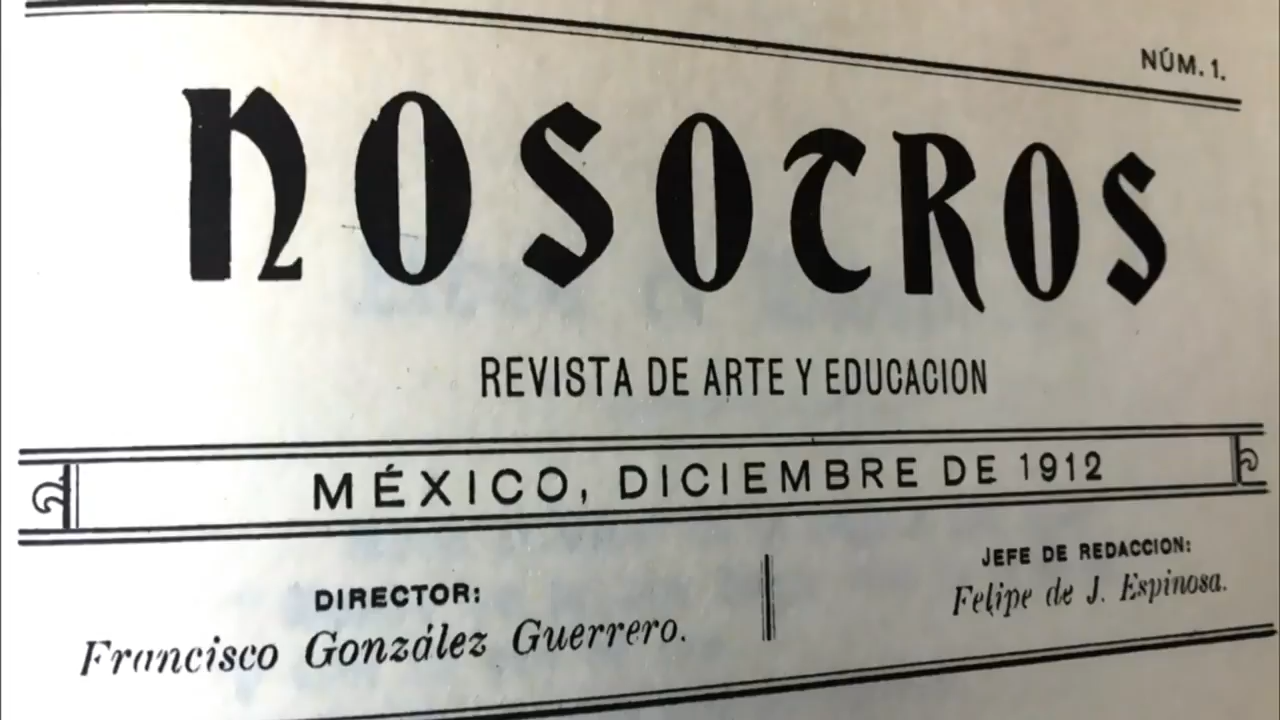 NÚM. 1.
NOSOTROS
REVISTA DE ARTE Y EDUCACION
MÉXICO, DICIEMBRE DE 1912
DIRECTOR:
Francisco González Guerrero.
JEFE DE REDACCION:
Felipe de J. Espinosa.